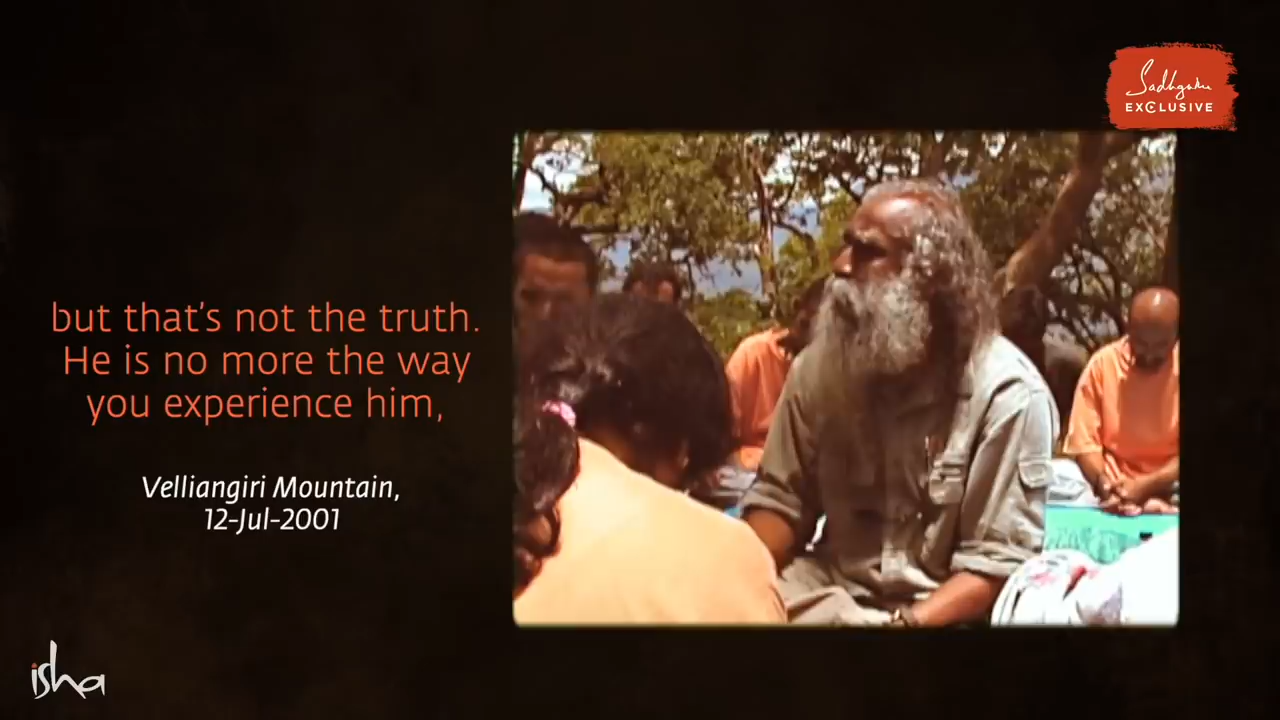 Sadhguru
EXCLUSIVE
but that's not the truth.
He is no more the way
you experience him,
Velliangiri Mountain,
12-Jul-2001
isha